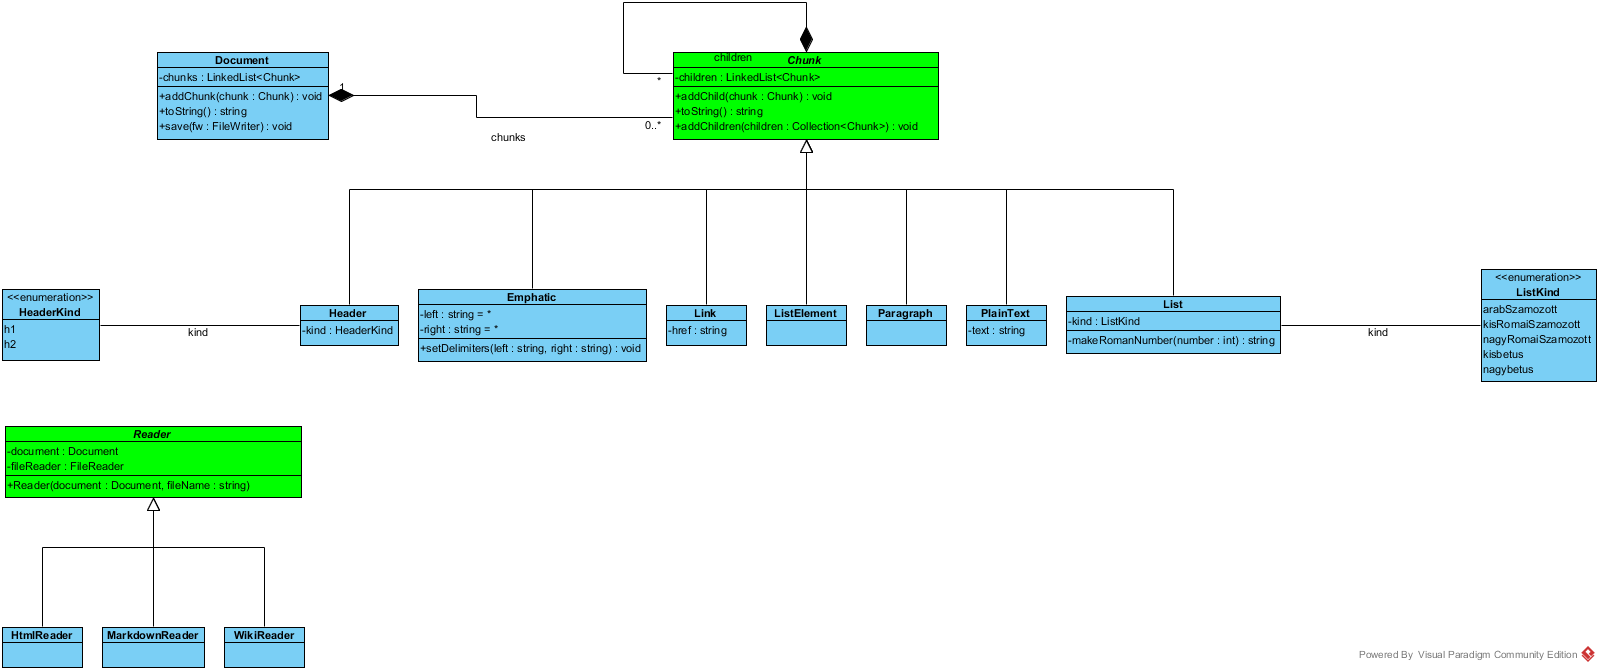 Document
-chunks : LinkedList<Chunk>
+addChunk(chunk : Chunk) : void
+toString() : string
+save(fw : FileWriter) : void
1
chunks
0..*
children
*
Chunk
-children : LinkedList<Chunk>
+addChild(chunk : Chunk) : void
+toString() : string
+addChildren(children : Collection<Chunk>) : void
<<enumeration>>
HeaderKind
h1
h2
kind
Header
-kind : HeaderKind
Emphatic
-left : string = *
-right : string = *
+setDelimiters(left : string, right : string) : void
Link
-href : string
ListElement
Paragraph
PlainText
-text : string
List
-kind : ListKind
-makeRomanNumber(number : int) : string
kind
<<enumeration>>
ListKind
arabSzamozott
kisRomaiSzamozott
nagyRomaiSzamozott
kisbetus
nagybetus
Reader
-document : Document
-fileReader : FileReader
+Reader(document : Document, fileName : string)
HtmlReader
MarkdownReader
WikiReader
Powered By Visual Paradigm Community Edition